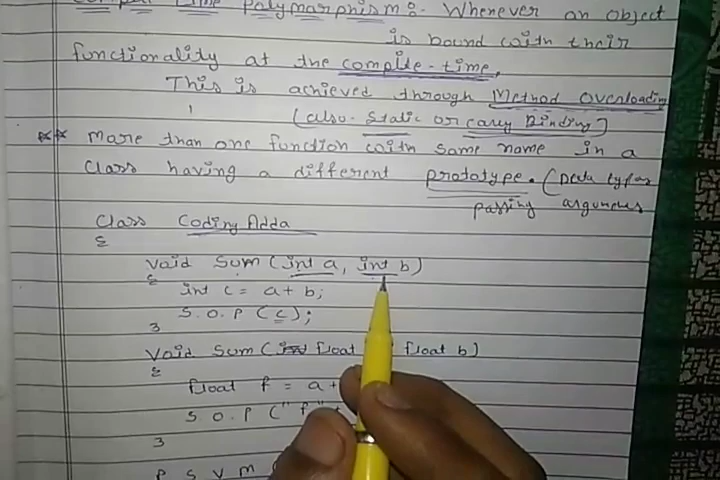 Time Polymorphism:- Whenever an object
is bound with their
functionality at the compile-time.
This is achieved through Method Overloading
(also static or early Binding)
** More than one function with same name in a
class having a different prototype. (Data types
passing
Class Coding Adda
{
void Sum (int a, int b)
{
int c = a + b;
S.O.P (c);
}
void Sum ( float float b)
{
float f = a +
S.O.P (" f " +
}
P S V M (